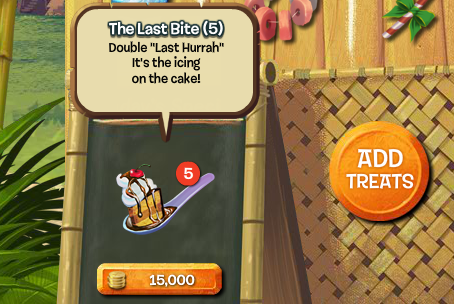 The Last Bite (5)
Double "Last Hurrah"
It's the icing
on the cake!
5
15,000
ADD
TREATS